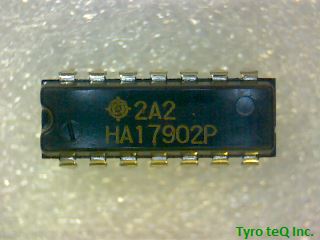 2A2
HA17902P
Tyro teQ Inc.